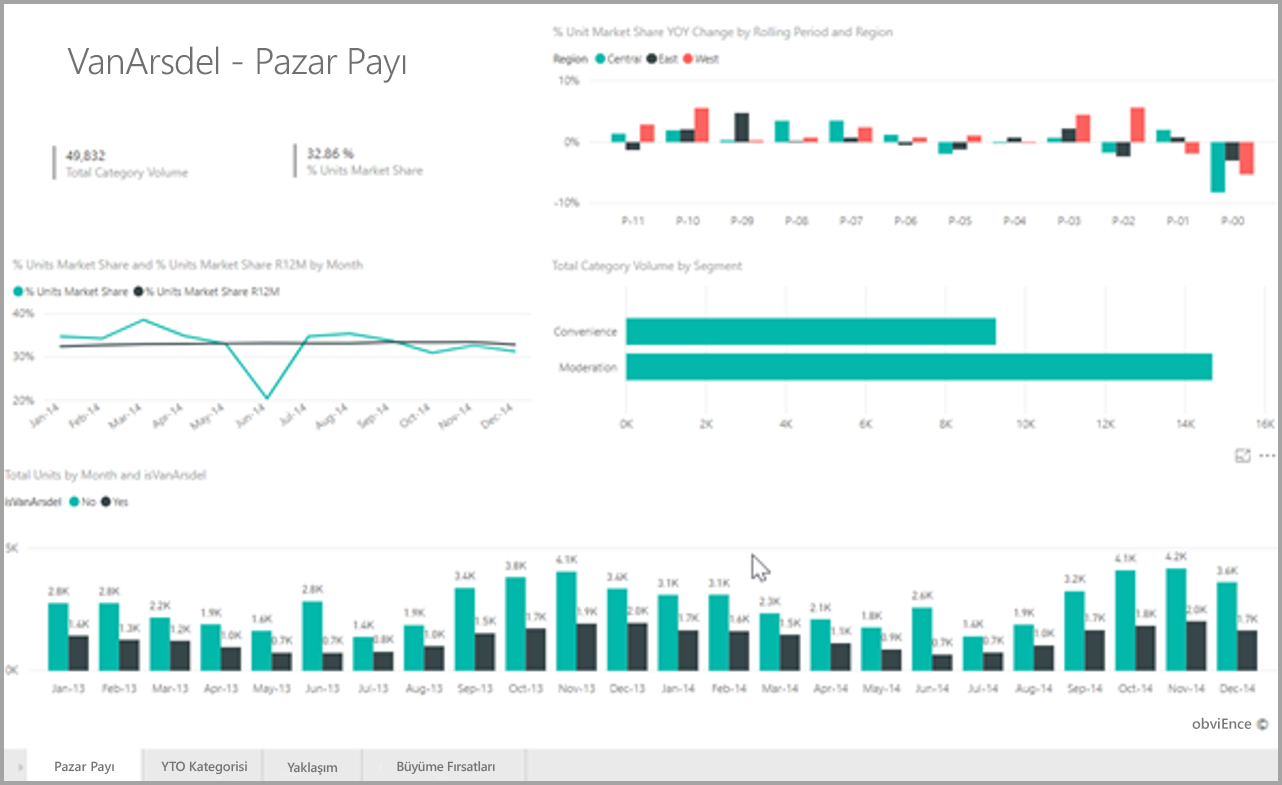 VanArsdel - Pazar Payı
49,832
Total Category Volume
32.86 %
% Units Market Share
% Unit Market Share YOY Change by Rolling Period and Region
Region Central East West
10%
0%
-10%
P-11 P-10 P-09 P-08 P-07 P-06 P-05 P-04 P-03 P-02 P-01 P-00
% Units Market Share and % Units Market Share R12M by Month
% Units Market Share % Units Market Share R12M
40%
30%
20%
Jan-14 Feb-14 Mar-14 Apr-14 May-14 Jun-14 Jul-14 Aug-14 Sep-14 Oct-14 Nov-14 Dec-14
Total Category Volume by Segment
Convenience
Moderation
0K 2K 4K 6K 8K 10K 12K 14K 16K
Total Units by Month and isVanArsdel
isVanArsdel No Yes
5K
0K
2.8K 1.4K 2.8K 1.3K 2.2K 1.2K 1.9K 1.0K 1.6K 0.7K 2.8K 0.7K 1.4K 0.8K 1.9K 1.0K 3.4K 1.5K 3.8K 1.7K 4.1K 1.9K 3.4K 2.0K 3.1K 1.7K 3.1K 1.6K 2.3K 1.5K 2.1K 1.1K 1.8K 0.9K 2.6K 0.7K 1.4K 0.7K 1.9K 1.0K 3.2K 1.7K 4.1K 1.8K 4.2K 2.0K 3.6K 1.7K
Jan-13 Feb-13 Mar-13 Apr-13 May-13 Jun-13 Jul-13 Aug-13 Sep-13 Oct-13 Nov-13 Dec-13 Jan-14 Feb-14 Mar-14 Apr-14 May-14 Jun-14 Jul-14 Aug-14 Sep-14 Oct-14 Nov-14 Dec-14
obviEnce ©
Pazar Payı YTO Kategorisi Yaklaşım Büyüme Fırsatları